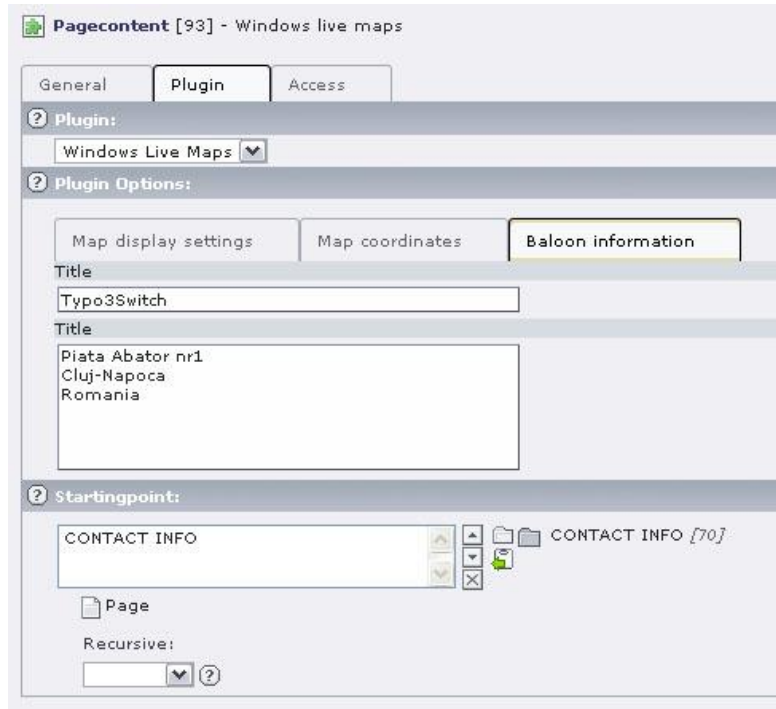 Pagecontent [93] - Windows live maps
General Plugin Access
Plugin:
Windows Live Maps
Plugin Options:
Map display settings Map coordinates Baloon information
Title
Typo3Switch
Title
Piata Abator nr1
Cluj-Napoca
Romania
Startingpoint:
CONTACT INFO CONTACT INFO [70]
Page
Recursive: